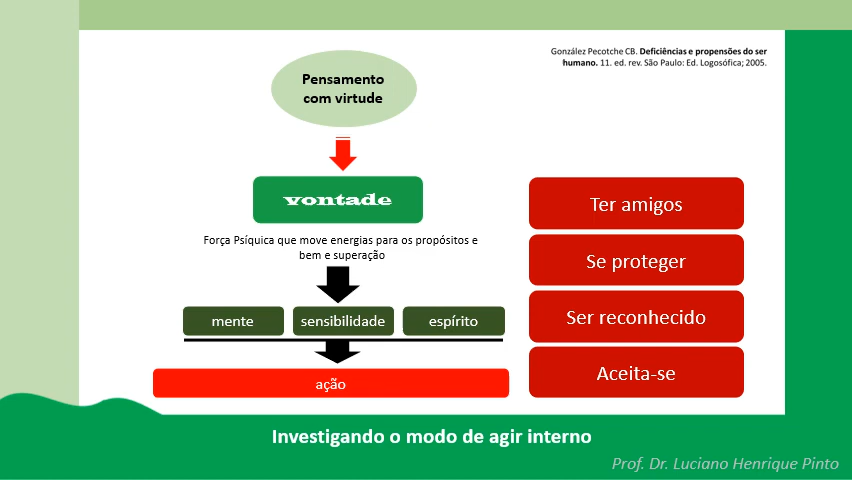 González Pecotche CB. Deficiências e propensões do ser
humano. 11. ed. rev. São Paulo: Ed. Logosófica; 2005.
Pensamento
com virtude
vontade
Força Psíquica que move energias para os propósitos e
bem e superação
mente
sensibilidade
espírito
ação
Ter amigos
Se proteger
Ser reconhecido
Aceita-se
Investigando o modo de agir interno
Prof. Dr. Luciano Henrique Pinto